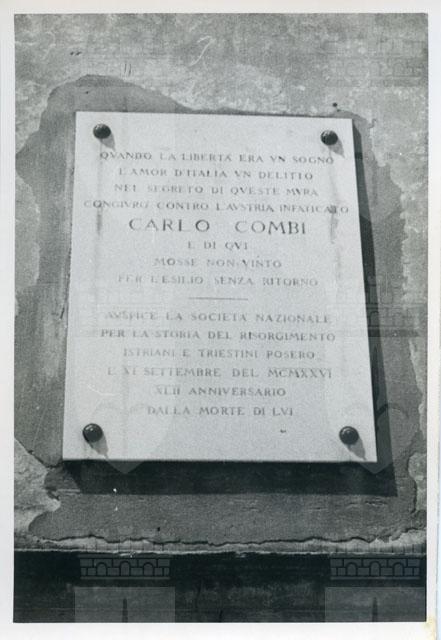 QVANDO LA LIBERTÀ ERA VN SOGNO
L'AMOR D'ITALIA VN DELITTO
NEL SEGRETO DI QVESTE MVRA
CONGIVRÒ CONTRO L'AVSTRIA INFATICATO
CARLO COMBI
E DI QVI
MOSSE NON VINTO
PER L'ESILIO SENZA RITORNO
AVSPICE LA SOCIETÀ NAZIONALE
PER LA STORIA DEL RISORGIMENTO
ISTRIANI E TRIESTINI POSERO
L' XI SETTEMBRE DEL MCMXXVI
XLII ANNIVERSARIO
DALLA MORTE DI LVI